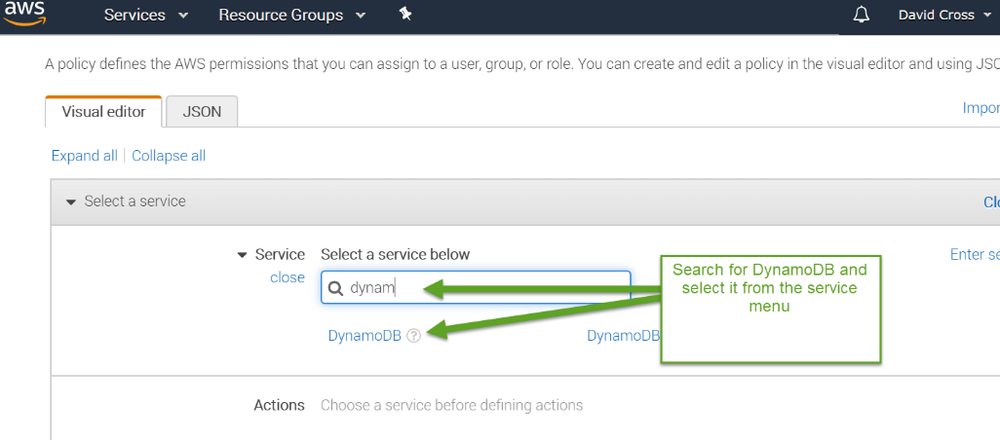 aws Services Resource Groups David Cross
A policy defines the AWS permissions that you can assign to a user, group, or role. You can create and edit a policy in the visual editor and using JSO
Visual editor JSON Impor
Expand all Collapse all
Select a service Clo
Service Select a service below Enter se
close
dynam
Search for DynamoDB and
select it from the service
menu
DynamoDB ? DynamoDB
Actions Choose a service before defining actions